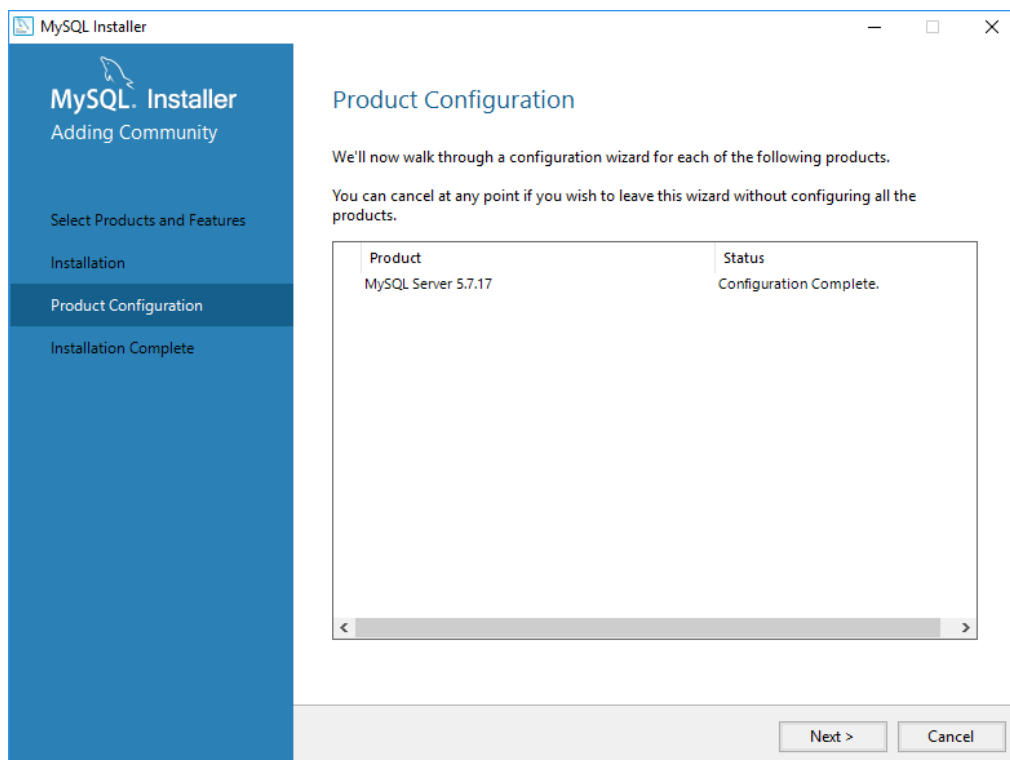 MySQL Installer
MySQL. Installer
Adding Community
Select Products and Features
Installation
Product Configuration
Installation Complete
Product Configuration
We'll now walk through a configuration wizard for each of the following products.
You can cancel at any point if you wish to leave this wizard without configuring all the
products.
Product Status
MySQL Server 5.7.17 Configuration Complete.
Next >
Cancel